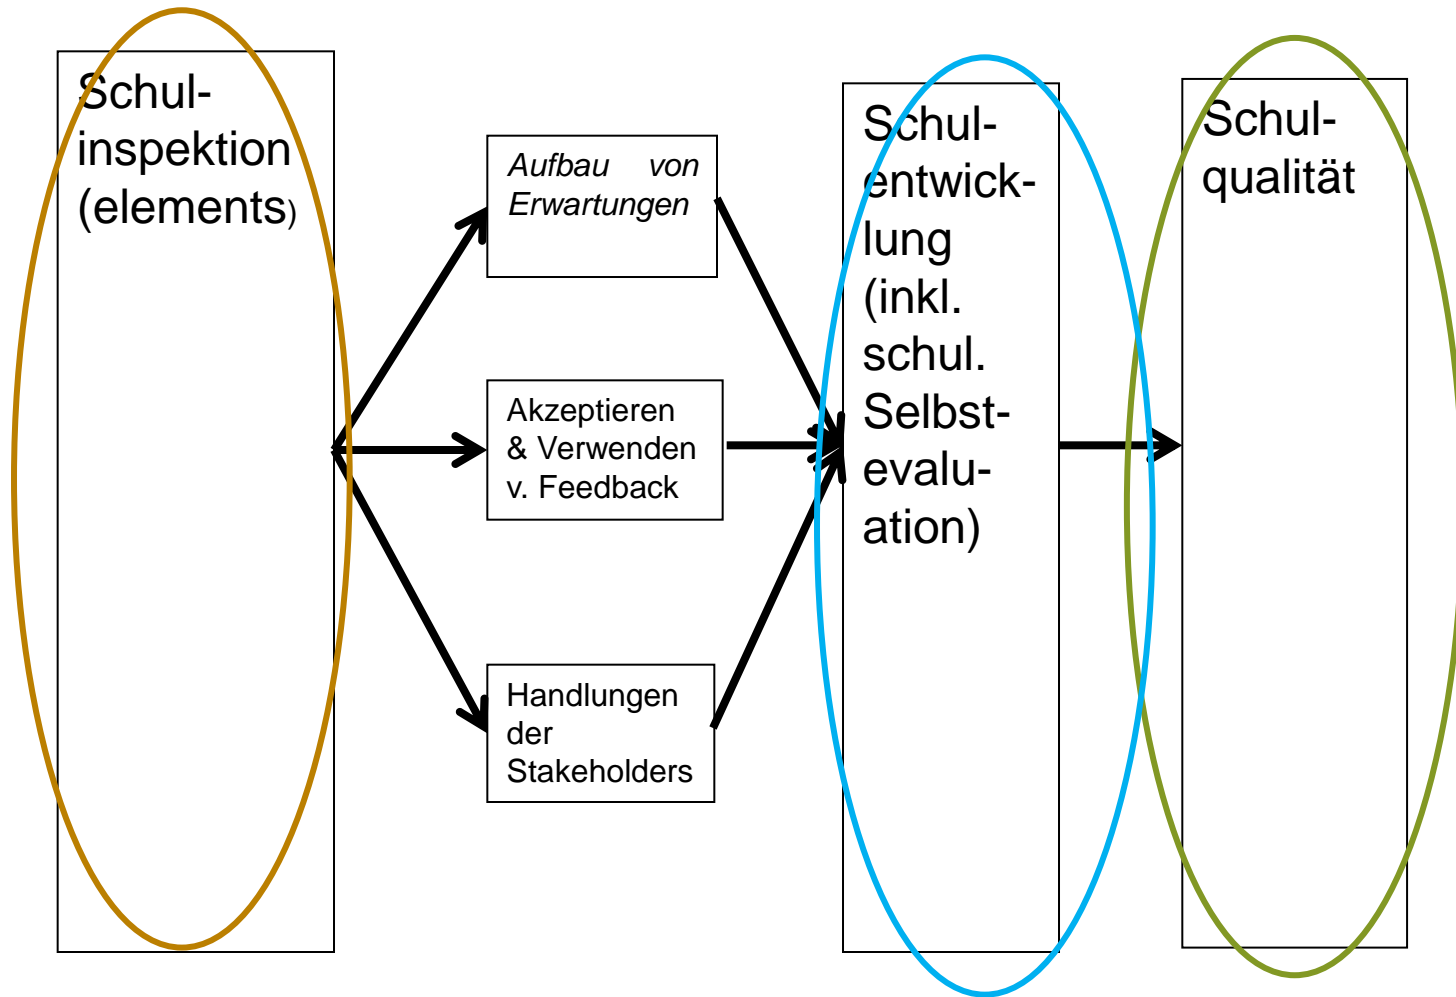 Schul-
inspektion
(elements)
Aufbau von
Erwartungen
Akzeptieren
& Verwenden
v. Feedback
Handlungen
der
Stakeholders
Schul-
entwick-
lung
(inkl.
schul.
Selbst-
evalu-
ation)
Schul-
qualität